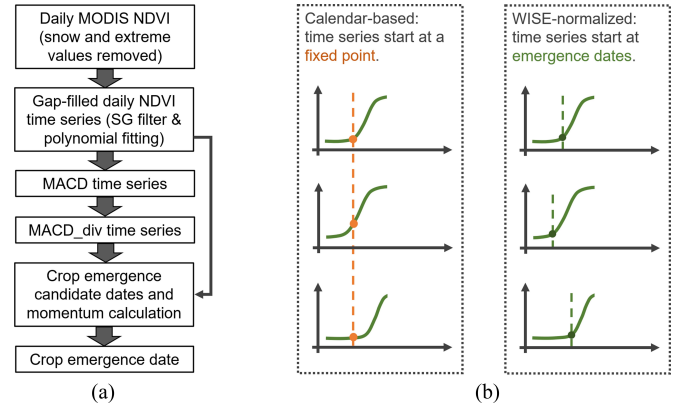 Daily MODIS NDVI
(snow and extreme
values removed)
Gap-filled daily NDVI
time series (SG filter &
polynomial fitting)
MACD time series
MACD_div time series
Crop emergence
candidate dates and
momentum calculation
Crop emergence date
(a)
Calendar-based:
time series start at a
fixed point.
WISE-normalized:
time series start at
emergence dates.
(b)